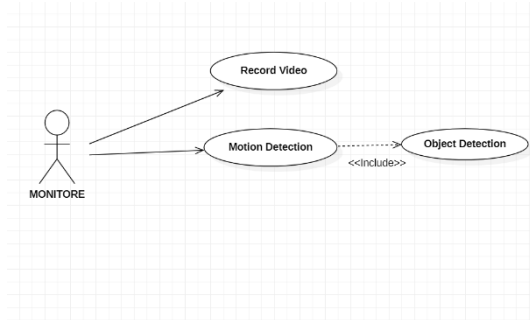 Record Video
Motion Detection
Object Detection
<<Include>>
MONITORE